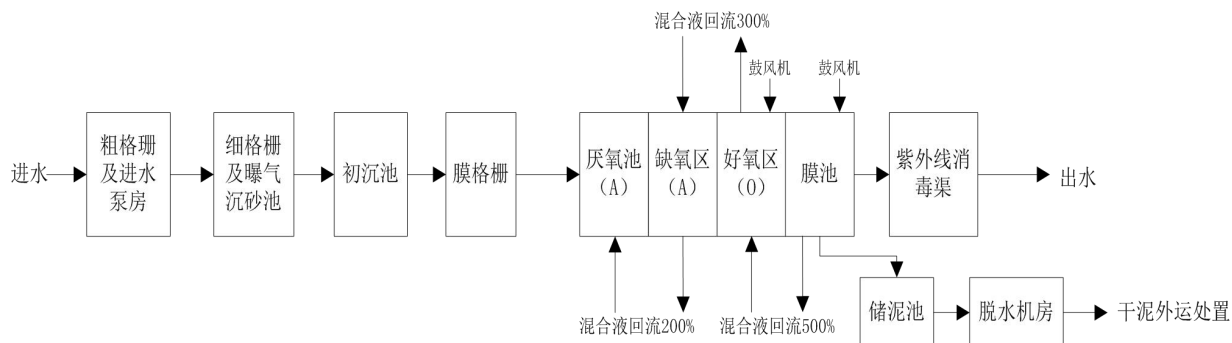 混合液回流300%
鼓风机
鼓风机
进水
粗格珊
及进水
泵房
细格栅
及曝气
沉砂池
初沉池
膜格栅
厌氧池
(A)
缺氧区
(A)
好氧区
(O)
膜池
紫外线消
毒渠
出水
混合液回流200%
混合液回流500%
储泥池
脱水机房
干泥外运处置